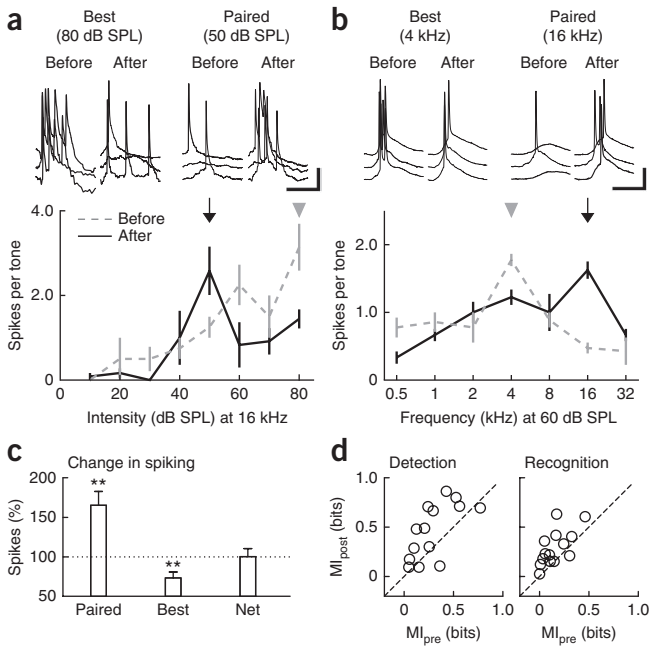 a
Best
(80 dB SPL)
Paired
(50 dB SPL)
Before After Before After
4.0
2.0
0
Spikes per tone
Before
After
0 20 40 60 80
Intensity (dB SPL) at 16 kHz
b
Best
(4 kHz)
Paired
(16 kHz)
Before After Before After
2.0
1.0
0
Spikes per tone
0.5 1 2 4 8 16 32
Frequency (kHz) at 60 dB SPL
c
Change in spiking
200
150
100
50
Spikes (%)
**
**
Paired Best Net
d
Detection Recognition
1.0
0.5
0
MIpost (bits)
0 0.5 1.0 0 0.5 1.0
MIpre (bits) MIpre (bits)